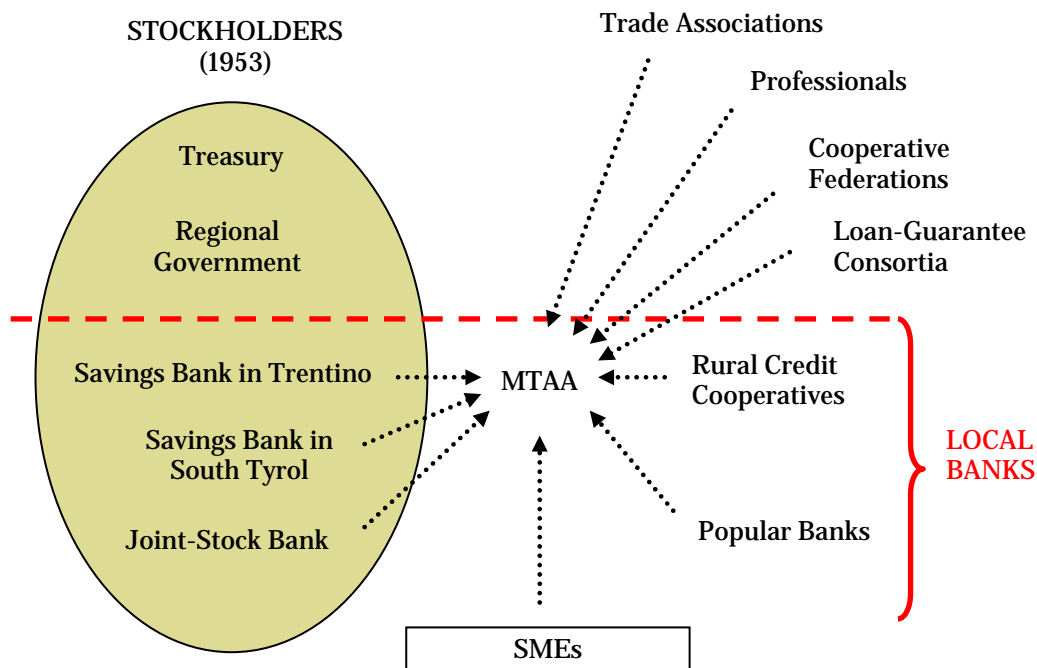 STOCKHOLDERS
(1953)
Treasury
Regional
Government
Savings Bank in Trentino
Savings Bank in
South Tyrol
Joint-Stock Bank
Trade Associations
Professionals
Cooperative
Federations
Loan-Guarantee
Consortia
MTAA
Rural Credit
Cooperatives
Popular Banks
LOCAL
BANKS
SMEs